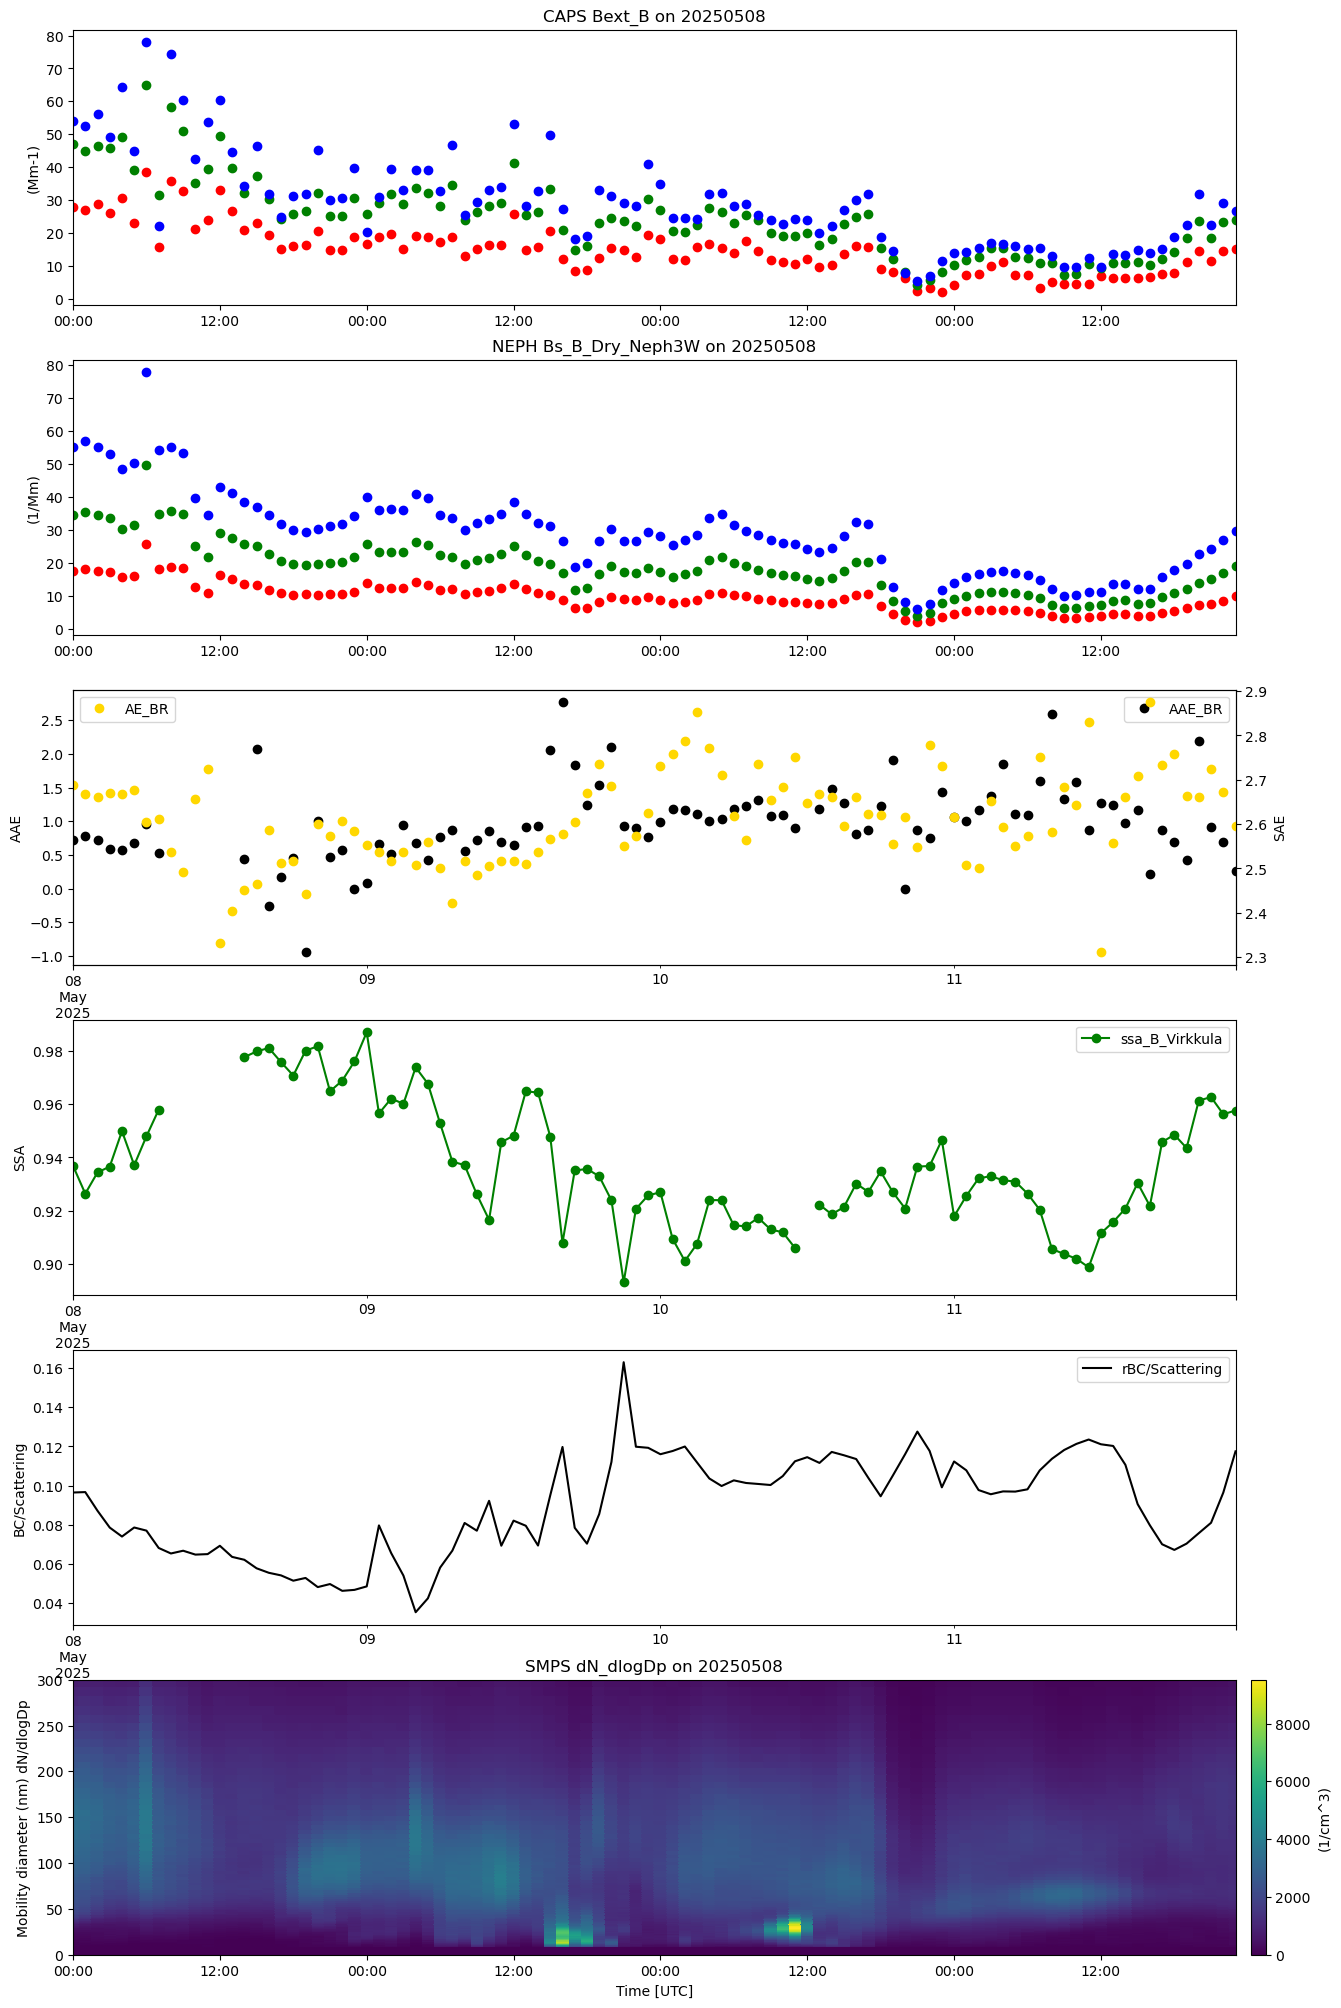 CAPS Bext_B on 20250508
80
70
60
50
40
30
20
10
0
(Mm-1)
00:00 12:00 00:00 12:00 00:00 12:00 00:00 12:00
NEPH Bs_B_Dry_Neph3W on 20250508
80
70
60
50
40
30
20
10
0
(1/Mm)
00:00 12:00 00:00 12:00 00:00 12:00 00:00 12:00
AE_BR
AAE_BR
2.5
2.0
1.5
1.0
0.5
0.0
−0.5
−1.0
AAE
2.9
2.8
2.7
2.6
2.5
2.4
2.3
SAE
08 09 10 11
May
2025
ssa_B_Virkkula
0.98
0.96
0.94
0.92
0.90
SSA
08 09 10 11
May
2025
rBC/Scattering
0.16
0.14
0.12
0.10
0.08
0.06
0.04
BC/Scattering
08 09 10 11
May
2025
SMPS dN_dlogDp on 20250508
300
250
200
150
100
50
0
Mobility diameter (nm) dN/dlogDp
8000
6000
4000
2000
0
(1/cm^3)
00:00 12:00 00:00 12:00 00:00 12:00 00:00 12:00
Time [UTC]